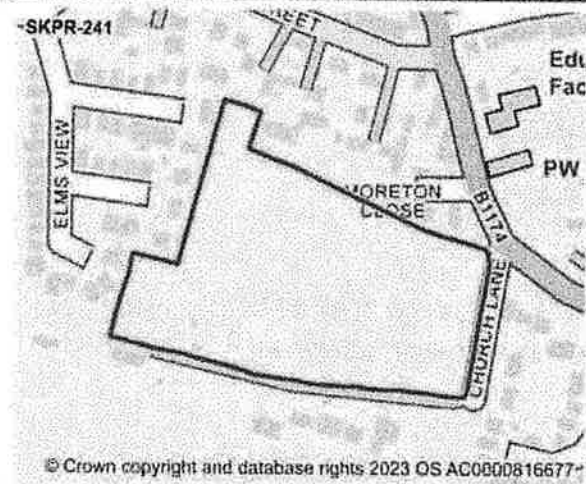 SKPR-241
REET
Edu
Fac
PW
ELMS VIEW
MORETON
CLOSE
B1174
CHURCH LANE
© Crown copyright and database rights 2023 OS AC0000816677